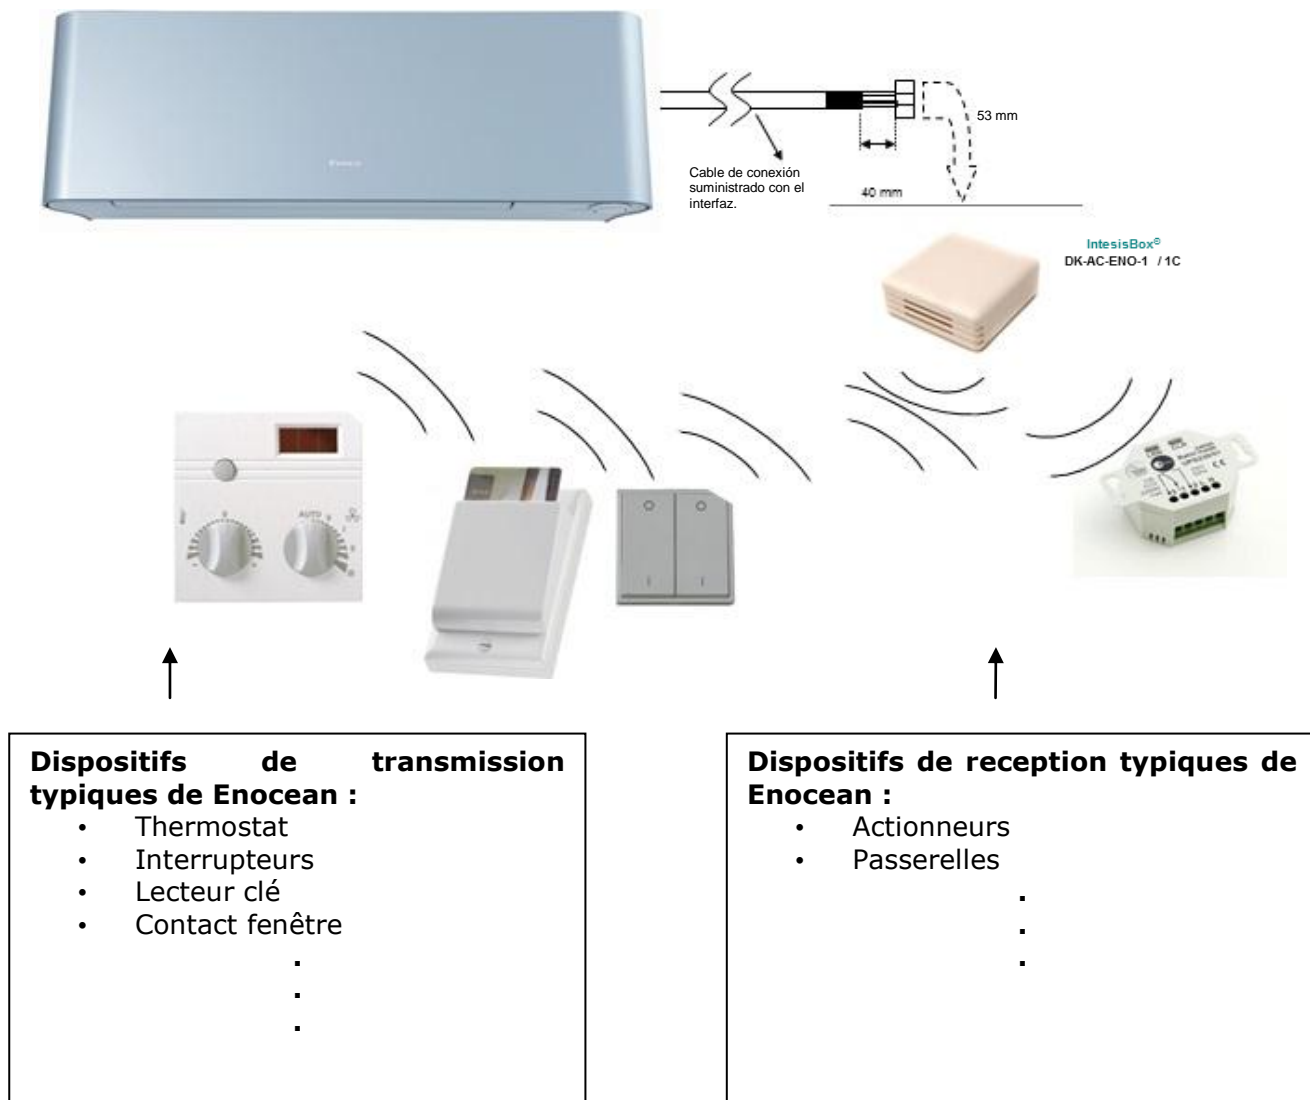 53 mm
Cable de conexión
suministrado con el
interfaz.
40 mm
IntesisBox®
DK-AC-ENO-1 / 1C
AUTO
Dispositifs de transmission
typiques de Enocean :
• Thermostat
• Interrupteurs
• Lecteur clé
• Contact fenêtre
.
.
.
Dispositifs de reception typiques de
Enocean :
• Actionneurs
• Passerelles
.
.
.